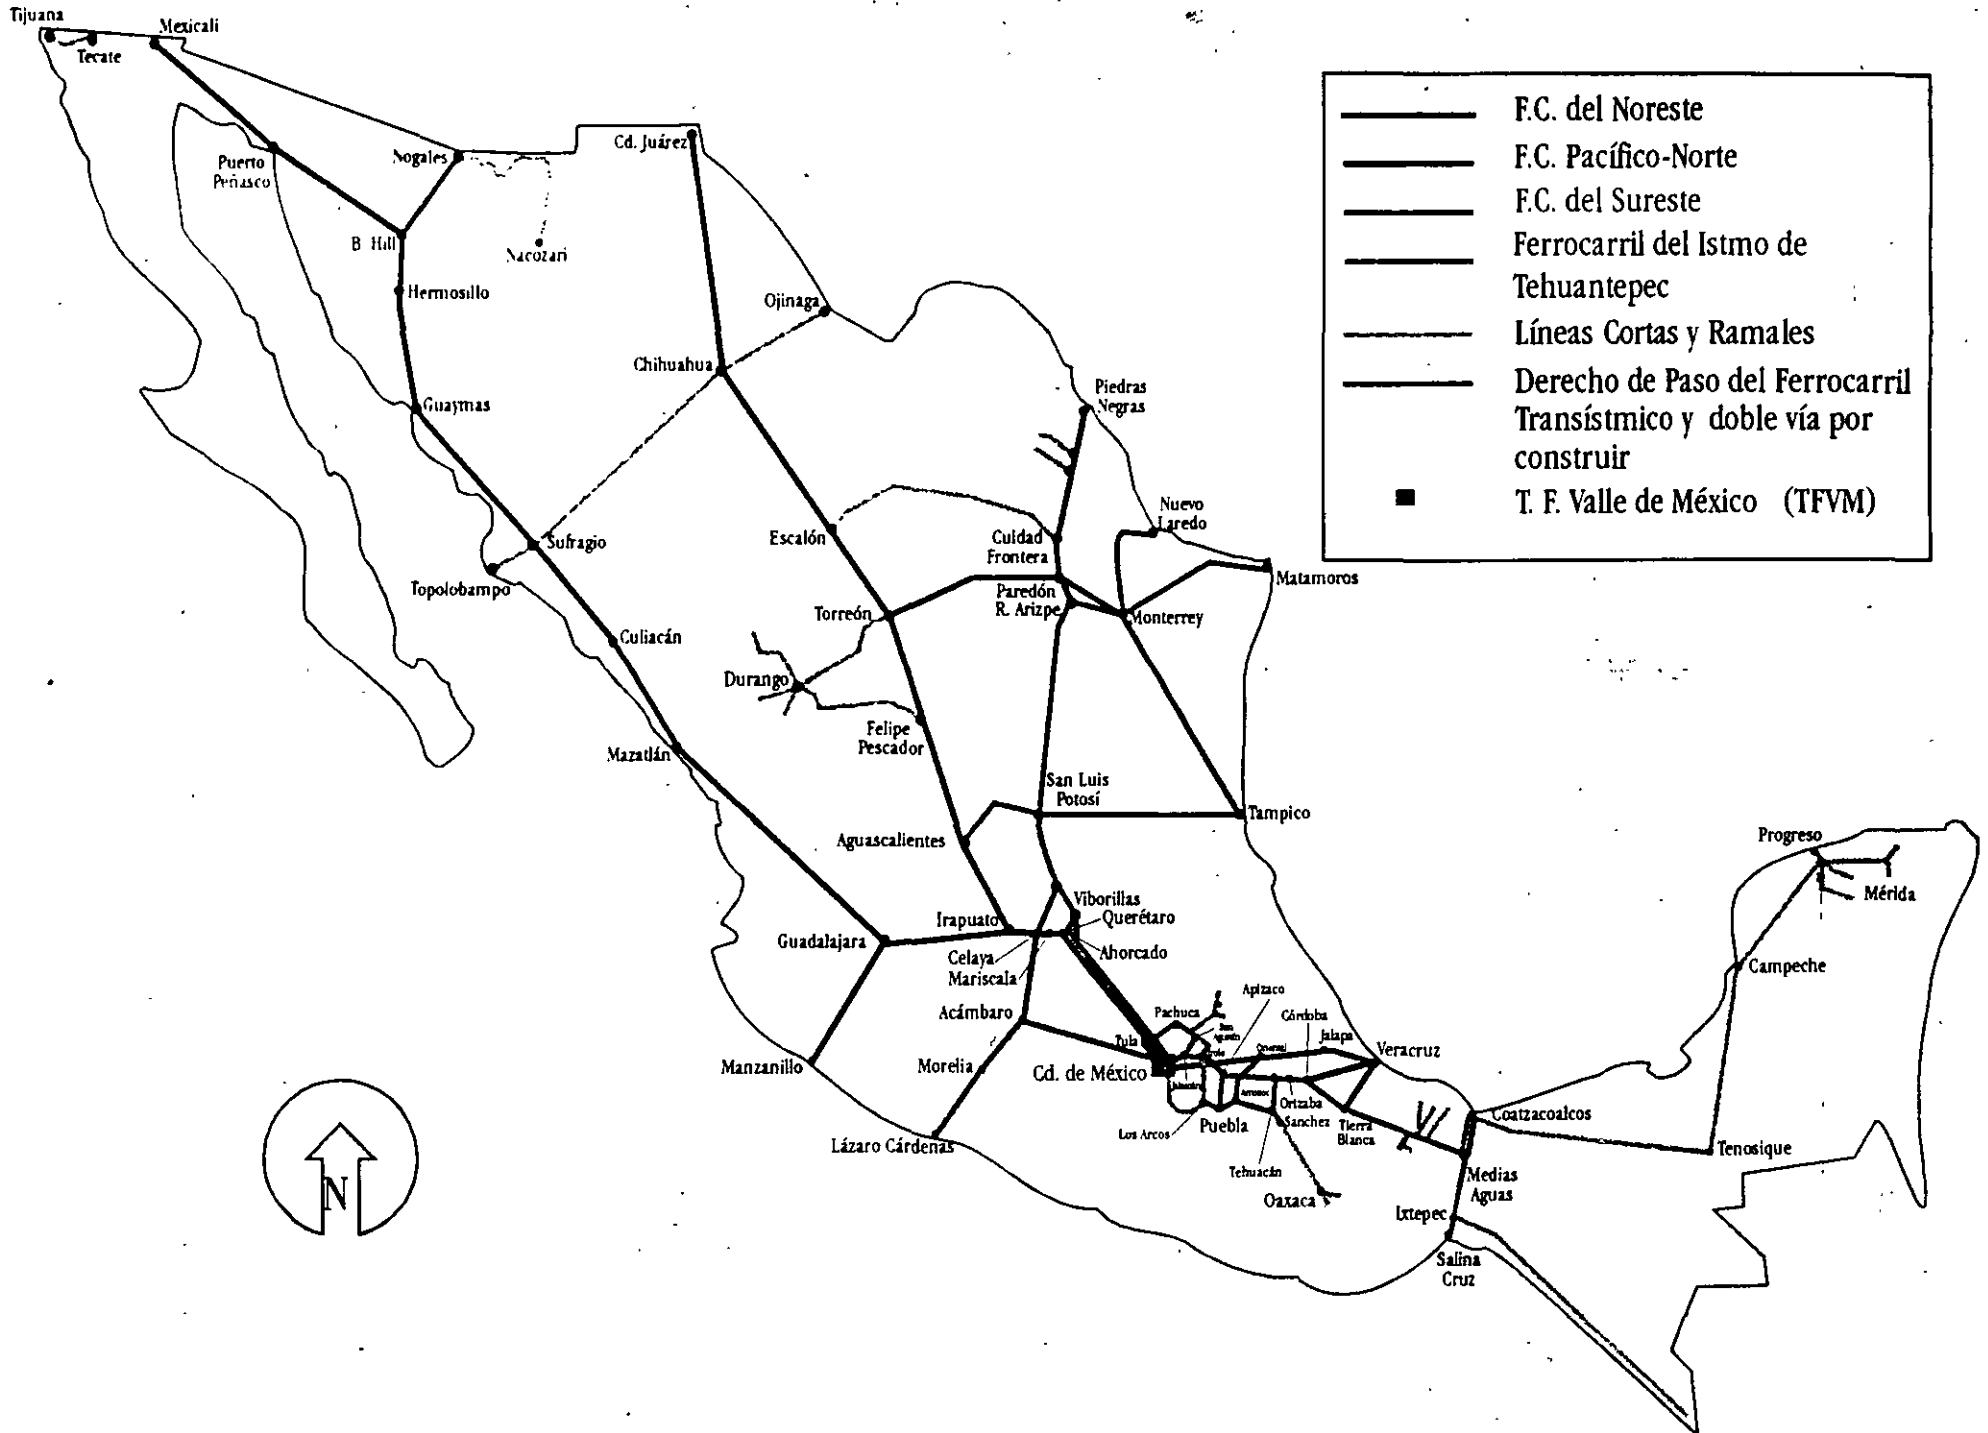 Tijuana
Mexicali
Tecate
Puerto
Peñasco
Nogales
Cd. Juárez
B Hill
Nacozari
Hermosillo
Ojinaga
Chihuahua
Guaymas
Piedras
Negras
Nuevo
Laredo
Escalón
Cuidad
Frontera
Sufragio
Topolobampo
Matamoros
Paredón
R. Arizpe
Torreón
Monterrey
Culiacán
Durango
Felipe
Pescador
Mazatlán
San Luis
Potosí
Tampico
Aguascalientes
Viborillas
Irapuato
Querétaro
Guadalajara
Celaya
Ahorcado
Mariscala
Acámbaro
Pachuca
Apizaco
Córdoba
Jalapa
Tula
Veracruz
Manzanillo
Morelia
Cd. de México
Oriental
Orizaba
Los Arcos
Puebla
Sanchez
Tierra
Blanca
Coatzacoalcos
Lázaro Cárdenas
Tehuacán
Oaxaca
Medias
Aguas
Ixtepec
Salina
Cruz
Tenosique
Campeche
Progreso
Mérida
N
F.C. del Noreste
F.C. Pacífico-Norte
F.C. del Sureste
Ferrocarril del Istmo de
Tehuantepec
Líneas Cortas y Ramales
Derecho de Paso del Ferrocarril
Transístmico y doble vía por
construir
T. F. Valle de México (TFVM)